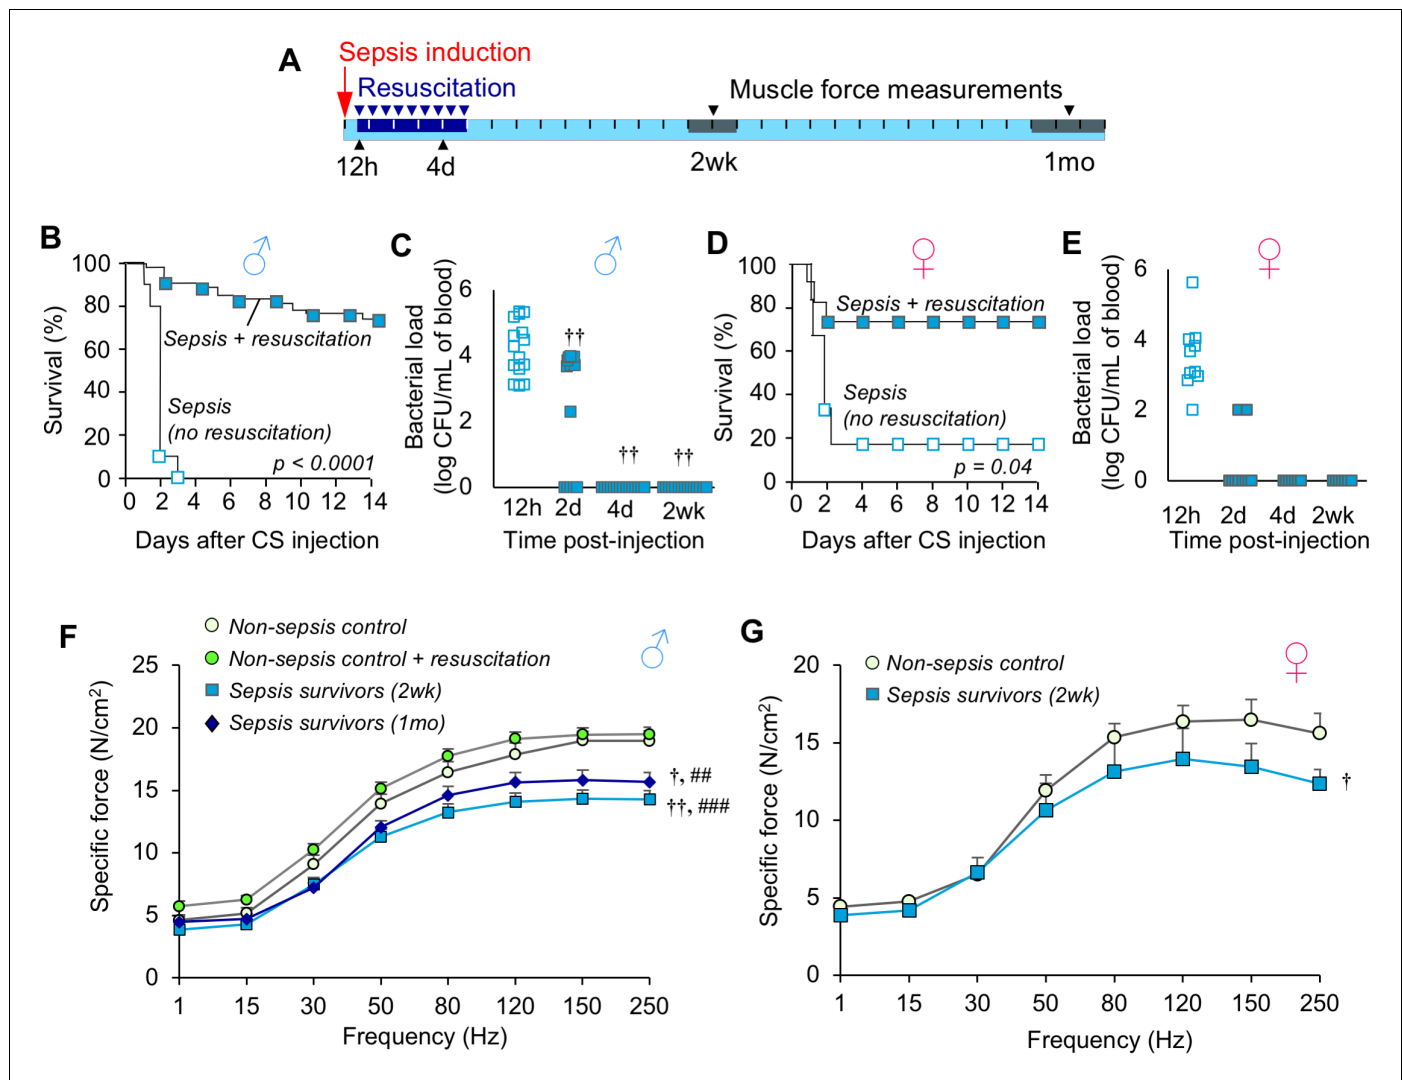 A
Sepsis induction
Resuscitation
Muscle force measurements
12h
4d
2wk
1mo
B
♂
Survival (%)
100
80
60
40
20
0
Sepsis + resuscitation
Sepsis
(no resuscitation)
p < 0.0001
0 2 4 6 8 10 12 14
Days after CS injection
C
♂
Bacterial load
(log CFU/mL of blood)
6
4
2
0
††
††
††
12h 2d 4d 2wk
Time post-injection
D
♀
Survival (%)
100
80
60
40
20
0
Sepsis + resuscitation
Sepsis
(no resuscitation)
p = 0.04
0 2 4 6 8 10 12 14
Days after CS injection
E
♀
Bacterial load
(log CFU/mL of blood)
6
4
2
0
12h 2d 4d 2wk
Time post-injection
F
Non-sepsis control
Non-sepsis control + resuscitation
Sepsis survivors (2wk)
Sepsis survivors (1mo)
♂
Specific force (N/cm²)
25
20
15
10
5
0
†, ##
††, ###
1 15 30 50 80 120 150 250
Frequency (Hz)
G
Non-sepsis control
Sepsis survivors (2wk)
♀
Specific force (N/cm²)
20
15
10
5
0
†
1 15 30 50 80 120 150 250
Frequency (Hz)